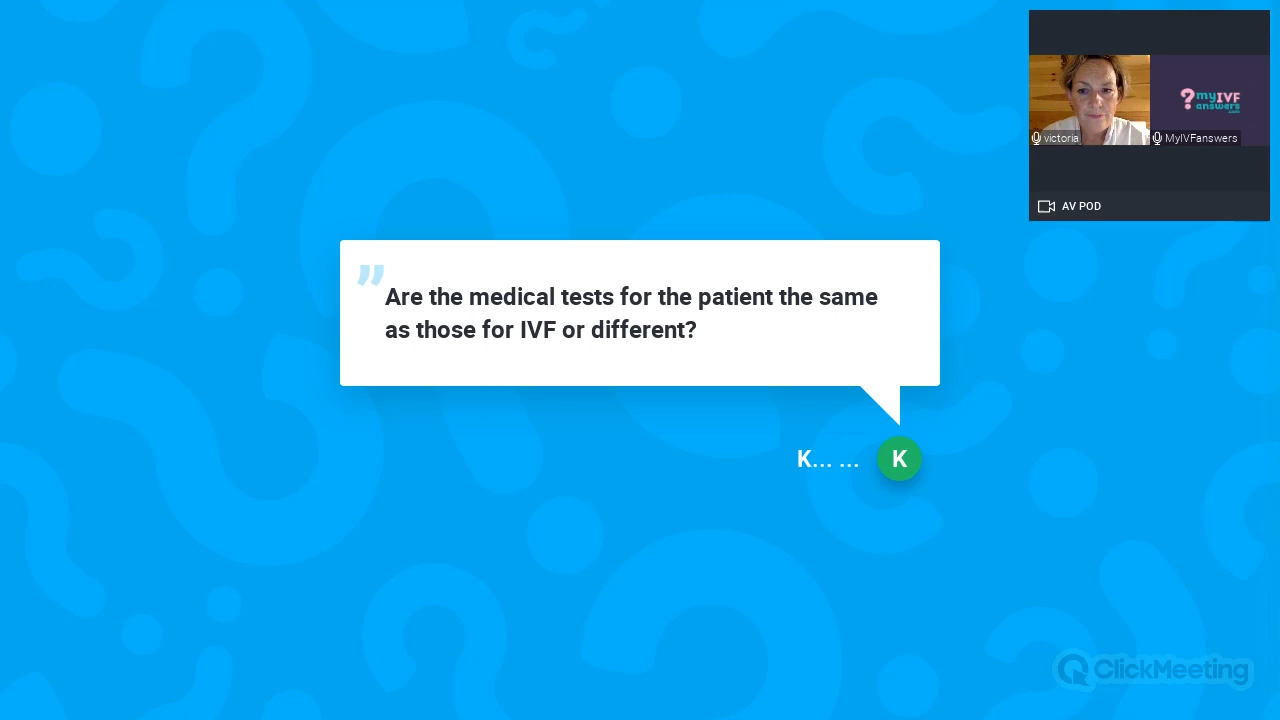 ?myIVF
answers
victoria
MyIVFanswers
AV POD
"
Are the medical tests for the patient the same
as those for IVF or different?
K... ...
K
ClickMeeting